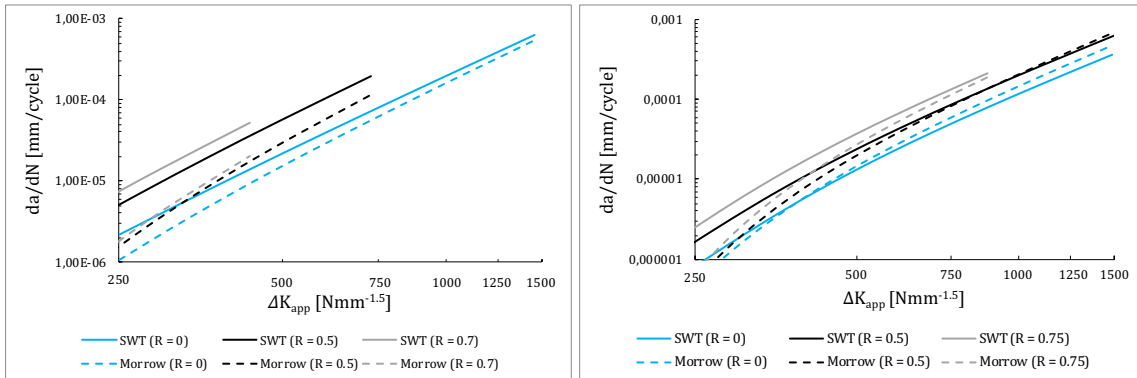 1,00E-03
1,00E-04
1,00E-05
1,00E-06
da/dN [mm/cycle]
250 500 750 1000 1250 1500
ΔKapp [Nmm-1.5]
SWT (R = 0) SWT (R = 0.5) SWT (R = 0.7)
Morrow (R = 0) Morrow (R = 0.5) Morrow (R = 0.7)
0,001
0,0001
0,00001
0,000001
da/dN [mm/cycle]
250 500 750 1000 1250 1500
ΔKapp [Nmm-1.5]
SWT (R = 0) SWT (R = 0.5) SWT (R = 0.75)
Morrow (R = 0) Morrow (R = 0.5) Morrow (R = 0.75)